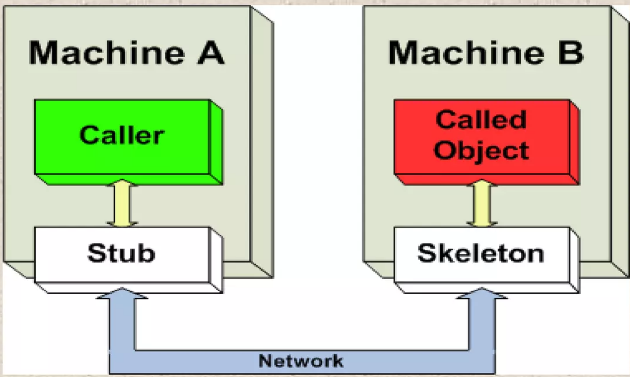 Machine A
Machine B
Caller
Called
Object
Stub
Skeleton
Network